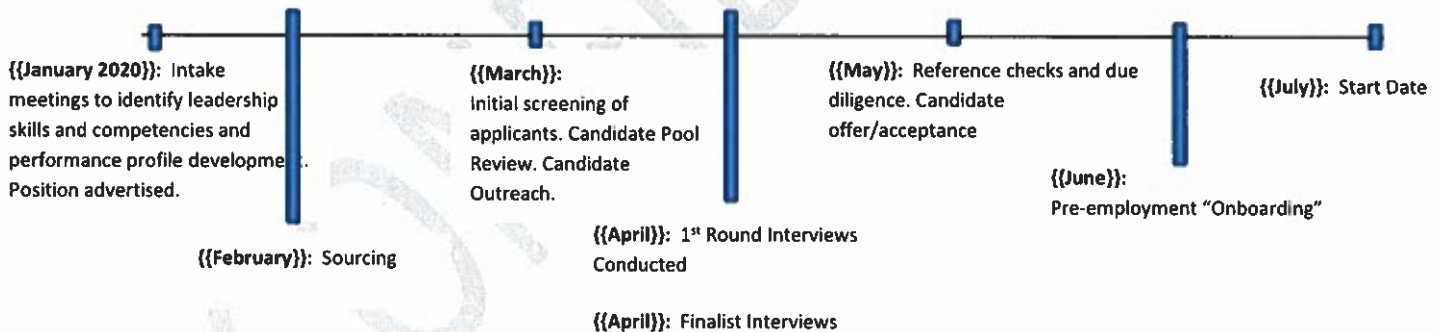 {{January 2020}}: Intake
meetings to identify leadership
skills and competencies and
performance profile development.
Position advertised.
{{February}}: Sourcing
{{March}}:
Initial screening of
applicants. Candidate Pool
Review. Candidate
Outreach.
{{April}}: 1st Round Interviews
Conducted
{{April}}: Finalist Interviews
{{May}}: Reference checks and due
diligence. Candidate
offer/acceptance
{{June}}:
Pre-employment “Onboarding”
{{July}}: Start Date